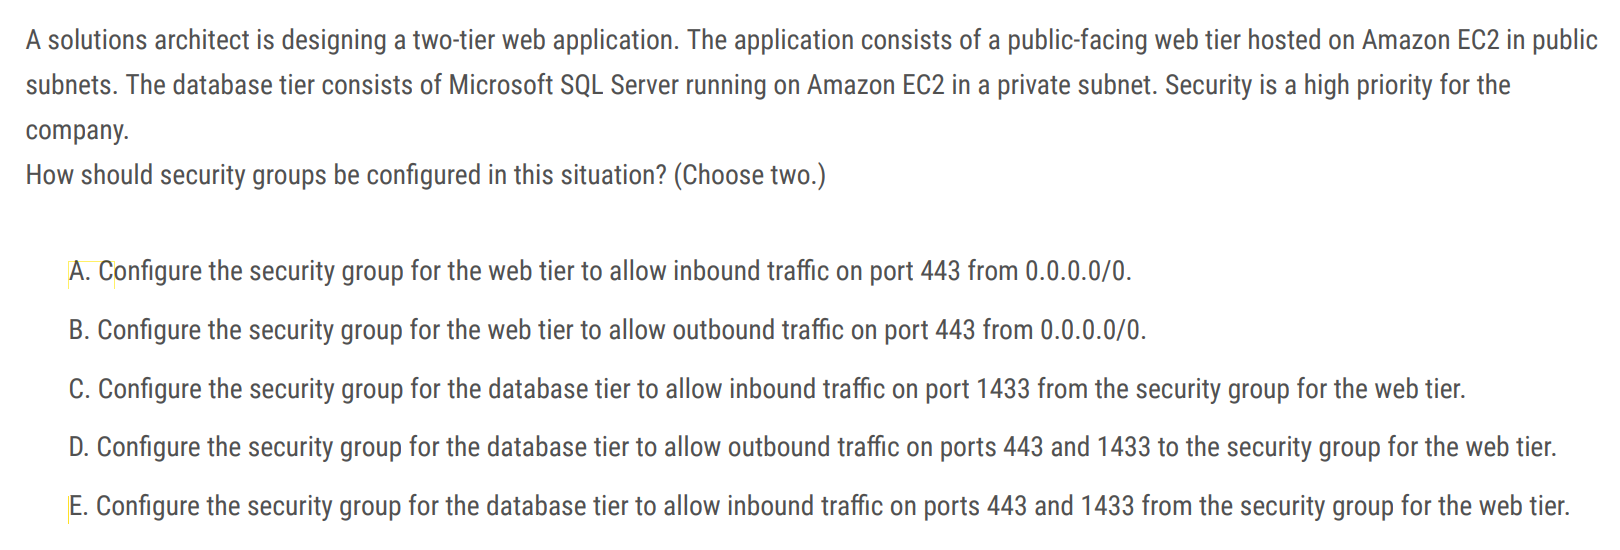 A solutions architect is designing a two-tier web application. The application consists of a public-facing web tier hosted on Amazon EC2 in public
subnets. The database tier consists of Microsoft SQL Server running on Amazon EC2 in a private subnet. Security is a high priority for the
company.
How should security groups be configured in this situation? (Choose two.)
A. Configure the security group for the web tier to allow inbound traffic on port 443 from 0.0.0.0/0.
B. Configure the security group for the web tier to allow outbound traffic on port 443 from 0.0.0.0/0.
C. Configure the security group for the database tier to allow inbound traffic on port 1433 from the security group for the web tier.
D. Configure the security group for the database tier to allow outbound traffic on ports 443 and 1433 to the security group for the web tier.
E. Configure the security group for the database tier to allow inbound traffic on ports 443 and 1433 from the security group for the web tier.